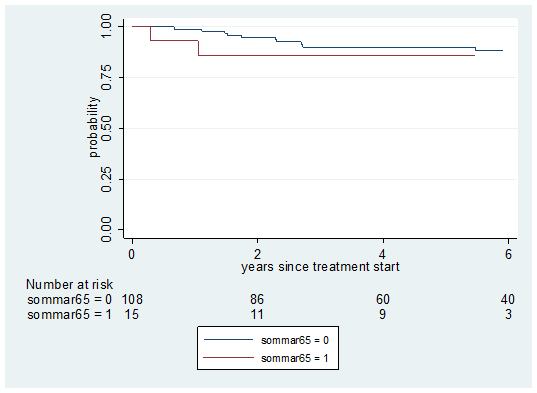 1.00
0.75
0.50
0.25
0.00
probability
0 2 4 6
years since treatment start
Number at risk
sommar65 = 0 108 86 60 40
sommar65 = 1 15 11 9 3
sommar65 = 0
sommar65 = 1